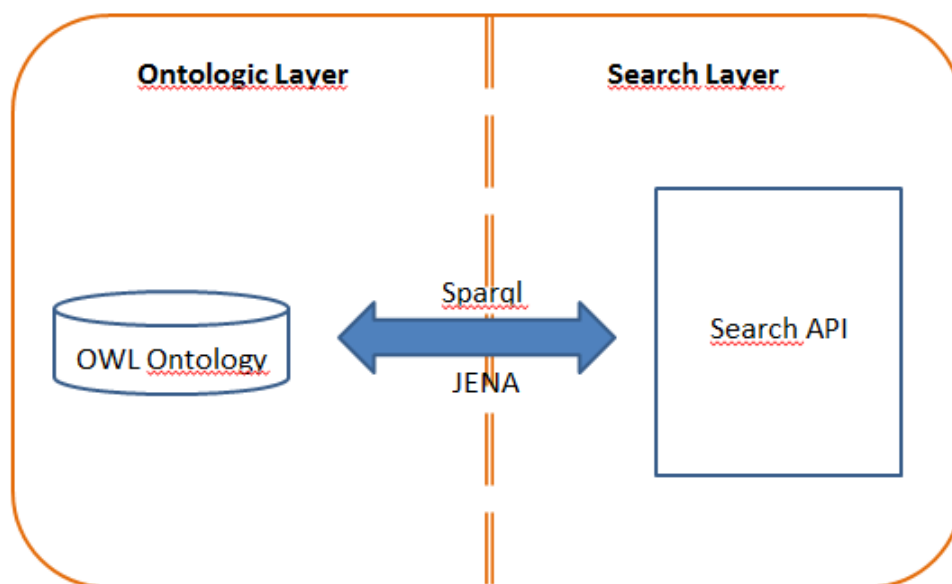 Ontologic Layer
Search Layer
Sparql
OWL Ontology
Search API
JENA